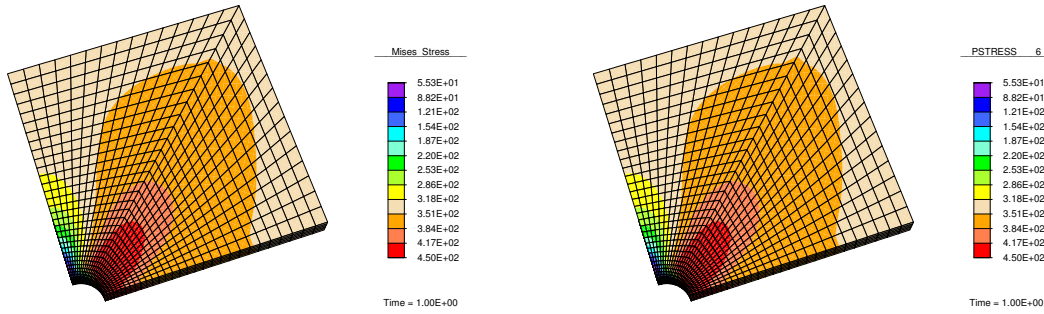 Mises Stress
5.53E+01
8.82E+01
1.21E+02
1.54E+02
1.87E+02
2.20E+02
2.53E+02
2.86E+02
3.18E+02
3.51E+02
3.84E+02
4.17E+02
4.50E+02
Time = 1.00E+00
PSTRESS 6
5.53E+01
8.82E+01
1.21E+02
1.54E+02
1.87E+02
2.20E+02
2.53E+02
2.86E+02
3.18E+02
3.51E+02
3.84E+02
4.17E+02
4.50E+02
Time = 1.00E+00